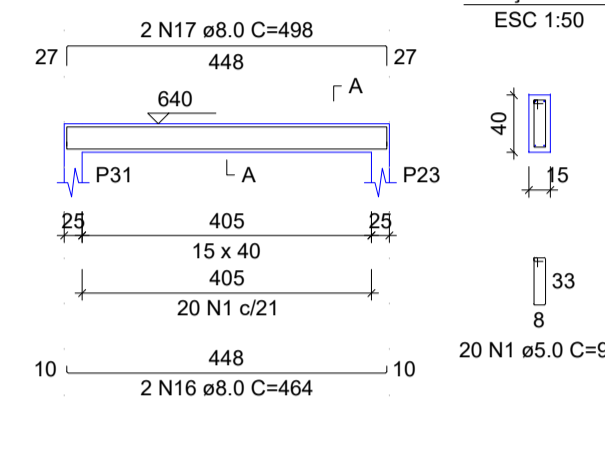 ESC 1:50
2 N17 ø8.0 C=498
27 448 27
A
640
40
P31 A P23
15
25 405 25
15 x 40
405
20 N1 c/21
33
8
20 N1 ø5.0 C=9
10 448 10
2 N16 ø8.0 C=464